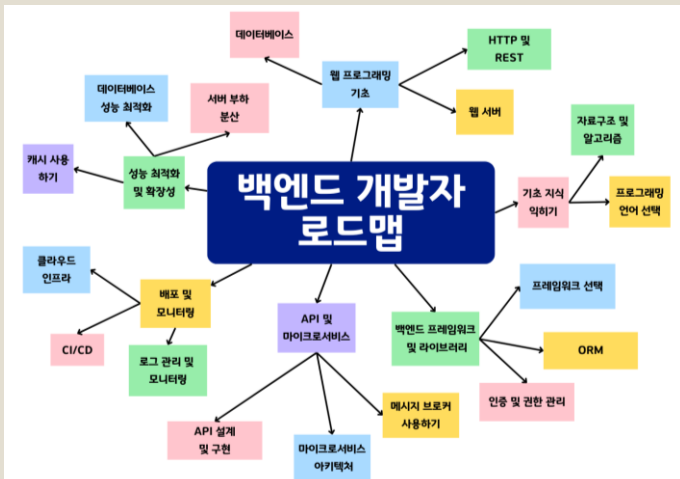 백엔드 개발자
로드맵
웹 프로그래밍
기초
데이터베이스
HTTP 및
REST
웹 서버
기초 지식
익히기
자료구조 및
알고리즘
프로그래밍
언어 선택
백엔드 프레임워크
및 라이브러리
프레임워크 선택
ORM
인증 및 권한 관리
API 및
마이크로서비스
API 설계
및 구현
마이크로서비스
아키텍처
메시지 브로커
사용하기
배포 및
모니터링
클라우드
인프라
CI/CD
로그 관리 및
모니터링
성능 최적화
및 확장성
데이터베이스
성능 최적화
서버 부하
분산
캐시 사용
하기